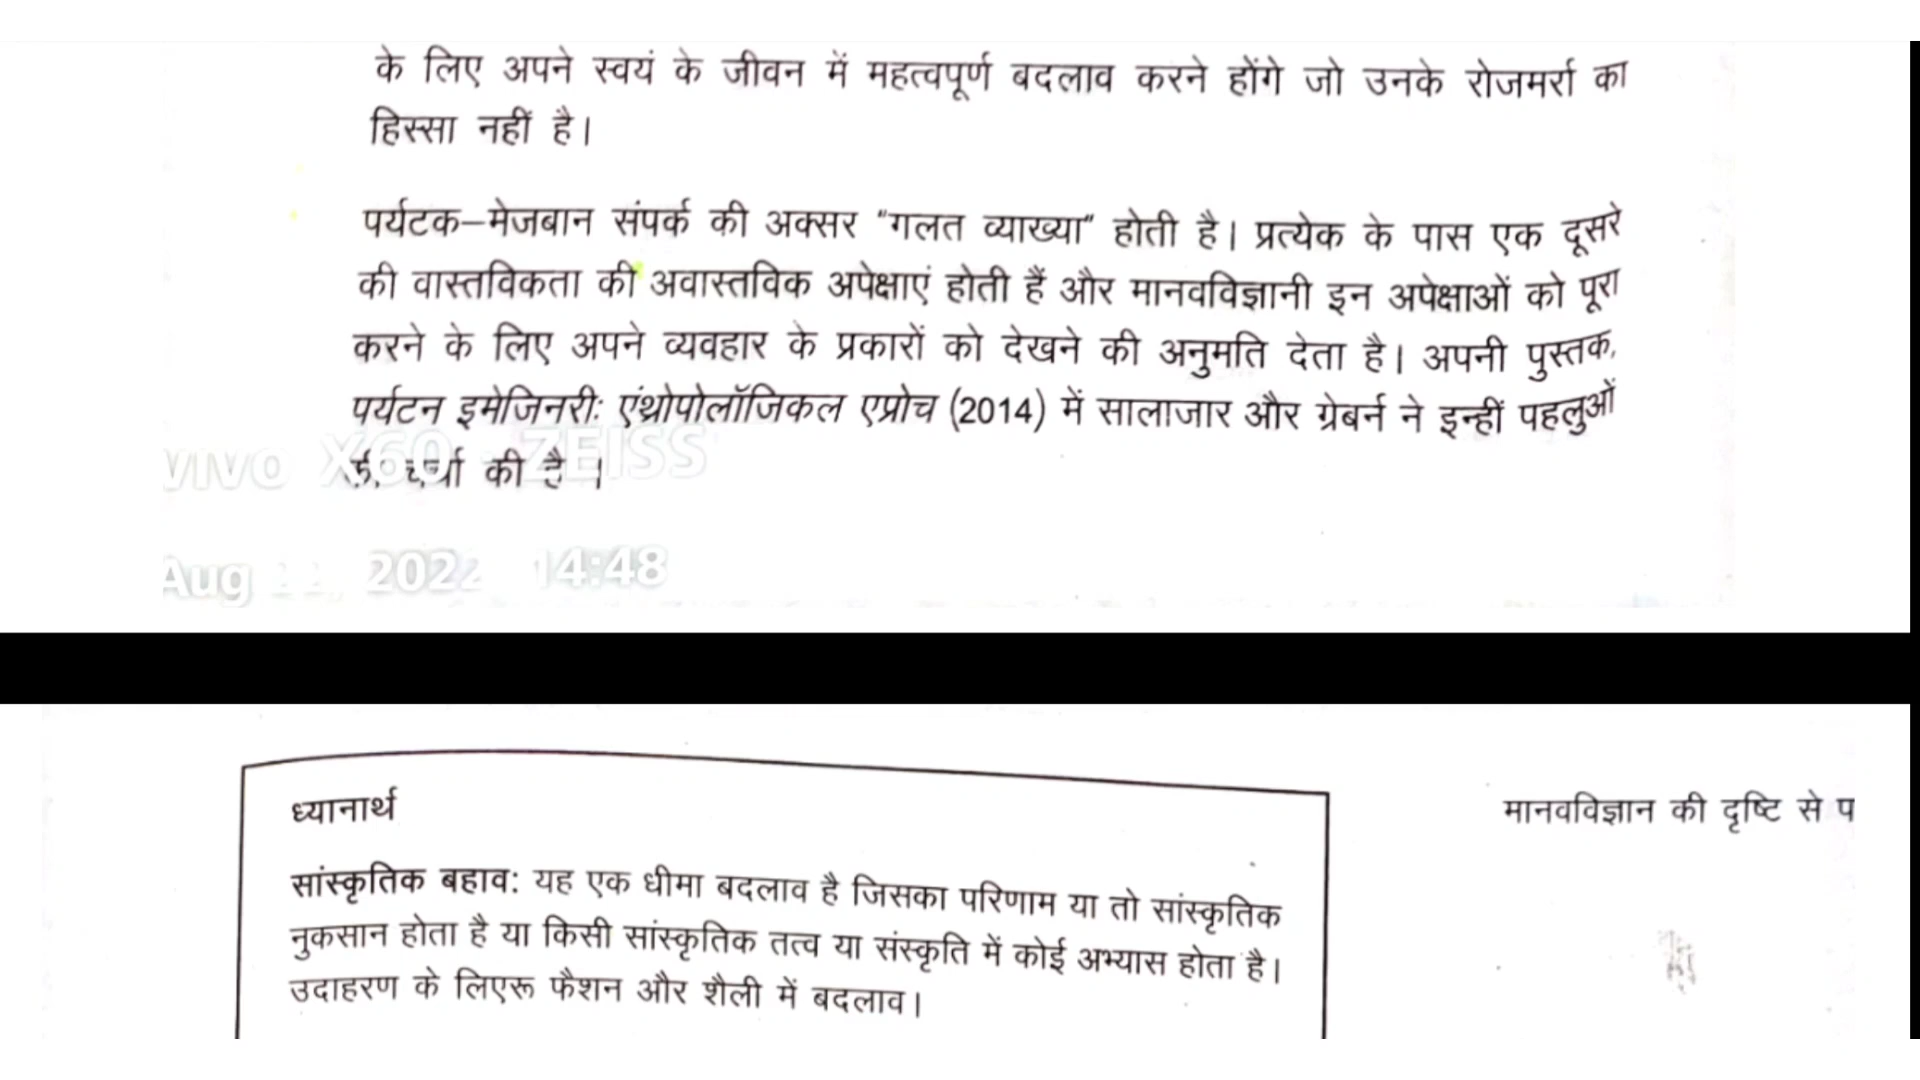 के लिए अपने स्वयं के जीवन में महत्वपूर्ण बदलाव करने होंगे जो उनके रोजमर्रा का
हिस्सा नहीं है।
पर्यटक–मेजबान संपर्क की अक्सर "गलत व्याख्या" होती है। प्रत्येक के पास एक दूसरे
की वास्तविकता की अवास्तविक अपेक्षाएं होती हैं और मानवविज्ञानी इन अपेक्षाओं को पूरा
करने के लिए अपने व्यवहार के प्रकारों को देखने की अनुमति देता है। अपनी पुस्तक,
पर्यटन इमेजिनरी: एंथ्रोपोलॉजिकल एप्रोच (2014) में सालाजार और ग्रेबर्न ने इन्हीं पहलुओं
की चर्चा की है ।
vivo X60 ZEISS
Aug 2022 14:48
ध्यानार्थ
मानवविज्ञान की दृष्टि से प
सांस्कृतिक बहाव: यह एक धीमा बदलाव है जिसका परिणाम या तो सांस्कृतिक
नुकसान होता है या किसी सांस्कृतिक तत्व या संस्कृति में कोई अभ्यास होता है।
उदाहरण के लिएरू फैशन और शैली में बदलाव।